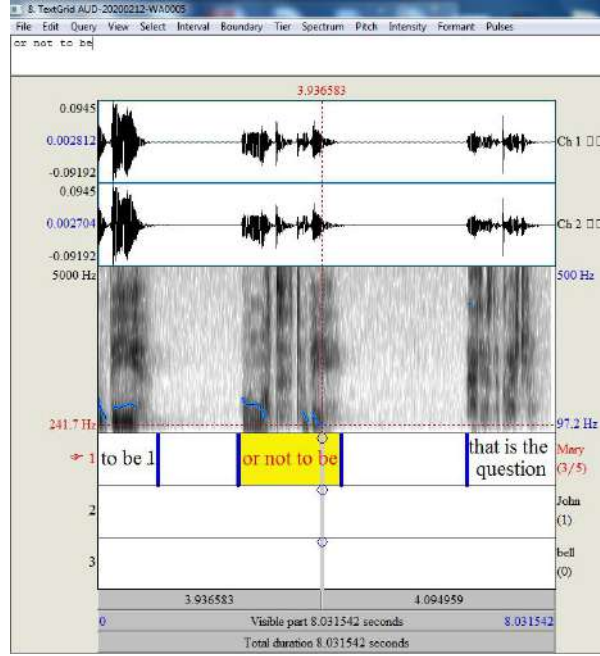 8. TextGrid AUD-20200212-WA0005
File Edit Query View Select Interval Boundary Tier Spectrum Pitch Intensity Formant Pulses
or not to be
3.936583
0.0945
0.002812
-0.09192
Ch 1
0.0945
0.002704
-0.09192
Ch 2
5000 Hz
500 Hz
241.7 Hz
97.2 Hz
1
to be 1
or not to be
that is the
question
Mary
(3/5)
2
John
(1)
3
bell
(0)
3.936583
4.094959
0
Visible part 8.031542 seconds
8.031542
Total duration 8.031542 seconds